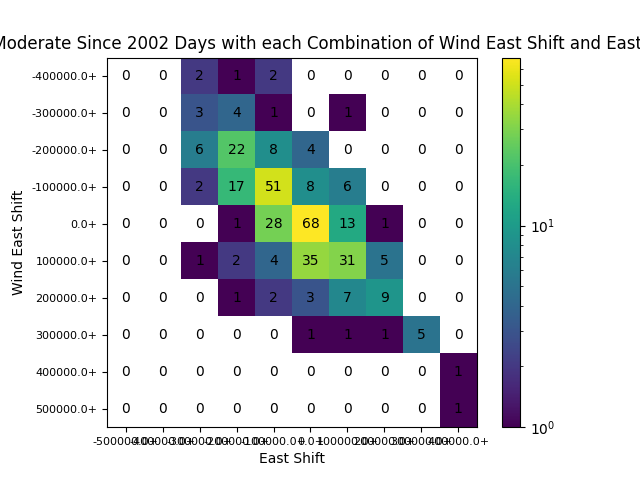 Moderate Since 2002 Days with each Combination of Wind East Shift and East
-400000.0+ 0 0 2 1 2 0 0 0 0 0
-300000.0+ 0 0 3 4 1 0 1 0 0 0
-200000.0+ 0 0 6 22 8 4 0 0 0 0
-100000.0+ 0 0 2 17 51 8 6 0 0 0
0.0+ 0 0 0 1 28 68 13 1 0 0
100000.0+ 0 0 1 2 4 35 31 5 0 0
200000.0+ 0 0 0 1 2 3 7 9 0 0
300000.0+ 0 0 0 0 0 1 1 1 5 0
400000.0+ 0 0 0 0 0 0 0 0 0 1
500000.0+ 0 0 0 0 0 0 0 0 0 1
Wind East Shift
East Shift
10¹
10⁰